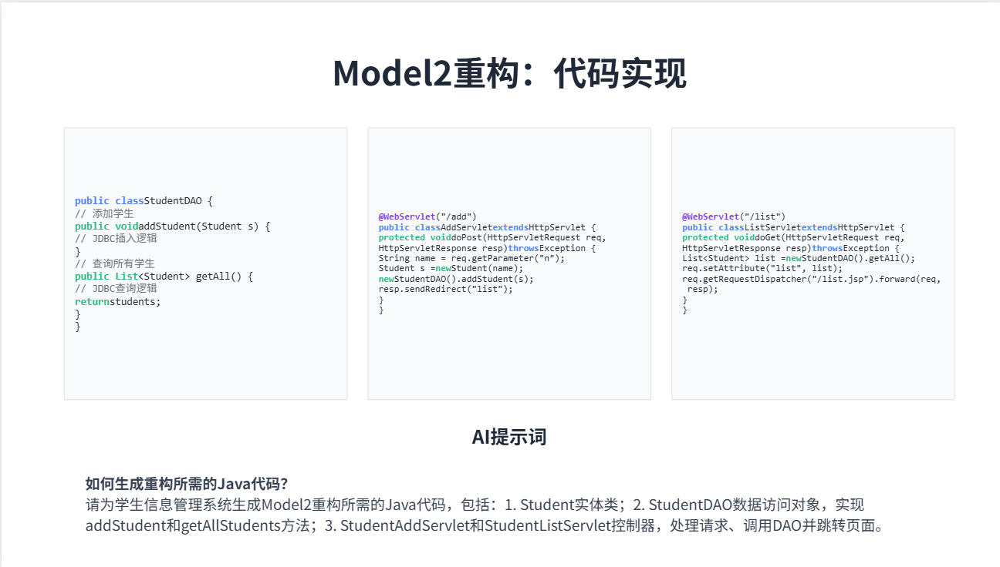 Model2重构：代码实现
public classStudentDAO {
// 添加学生
public voidaddStudent(Student s) {
// JDBC插入逻辑
}
// 查询所有学生
public List<Student> getAll() {
// JDBC查询逻辑
returnstudents;
}
}
@WebServlet("/add")
public classAddServletextendsHttpServlet {
protected voiddoPost(HttpServletRequest req,
HttpServletResponse resp)throwsException {
String name = req.getParameter("n");
Student s =newStudent(name);
newStudentDAO().addStudent(s);
resp.sendRedirect("list");
}
}
@WebServlet("/list")
public classListServletextendsHttpServlet {
protected voiddoGet(HttpServletRequest req,
HttpServletResponse resp)throwsException {
List<Student> list =newStudentDAO().getAll();
req.setAttribute("list", list);
req.getRequestDispatcher("/list.jsp").forward(req,
resp);
}
}
AI提示词
如何生成重构所需的Java代码？
请为学生信息管理系统生成Model2重构所需的Java代码，包括：1. Student实体类；2. StudentDAO数据访问对象，实现
addStudent和getAllStudents方法；3. StudentAddServlet和StudentListServlet控制器，处理请求、调用DAO并跳转页面。